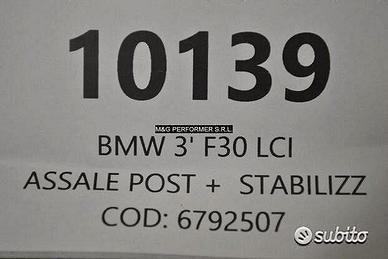 10139
M&G PERFORMER S.R.L.
BMW 3' F30 LCI
ASSALE POST + STABILIZZ
COD: 6792507
subito